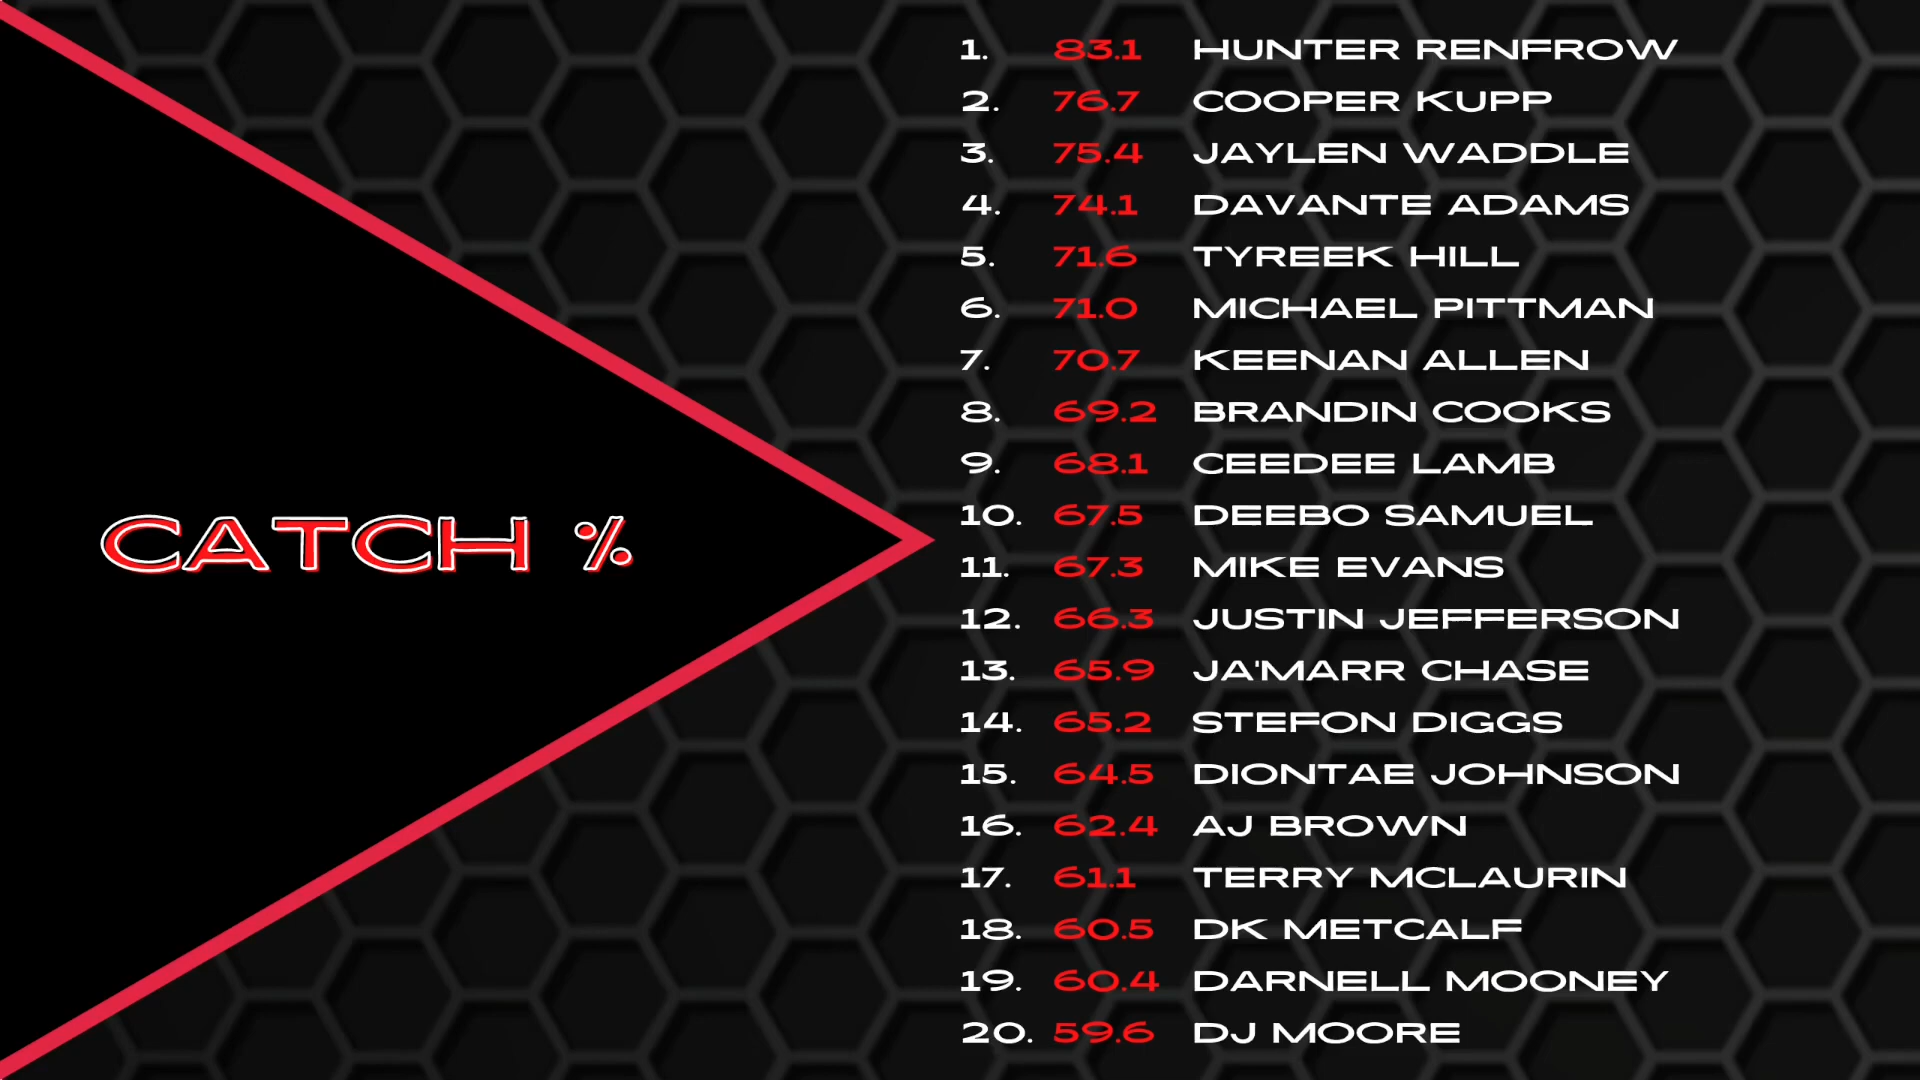 CATCH %
1. 83.1 HUNTER RENFROW
2. 76.7 COOPER KUPP
3. 75.4 JAYLEN WADDLE
4. 74.1 DAVANTE ADAMS
5. 71.6 TYREEK HILL
6. 71.0 MICHAEL PITTMAN
7. 70.7 KEENAN ALLEN
8. 69.2 BRANDIN COOKS
9. 68.1 CEEDEE LAMB
10. 67.5 DEEBO SAMUEL
11. 67.3 MIKE EVANS
12. 66.3 JUSTIN JEFFERSON
13. 65.9 JA'MARR CHASE
14. 65.2 STEFON DIGGS
15. 64.5 DIONTAE JOHNSON
16. 62.4 AJ BROWN
17. 61.1 TERRY MCLAURIN
18. 60.5 DK METCALF
19. 60.4 DARNELL MOONEY
20. 59.6 DJ MOORE